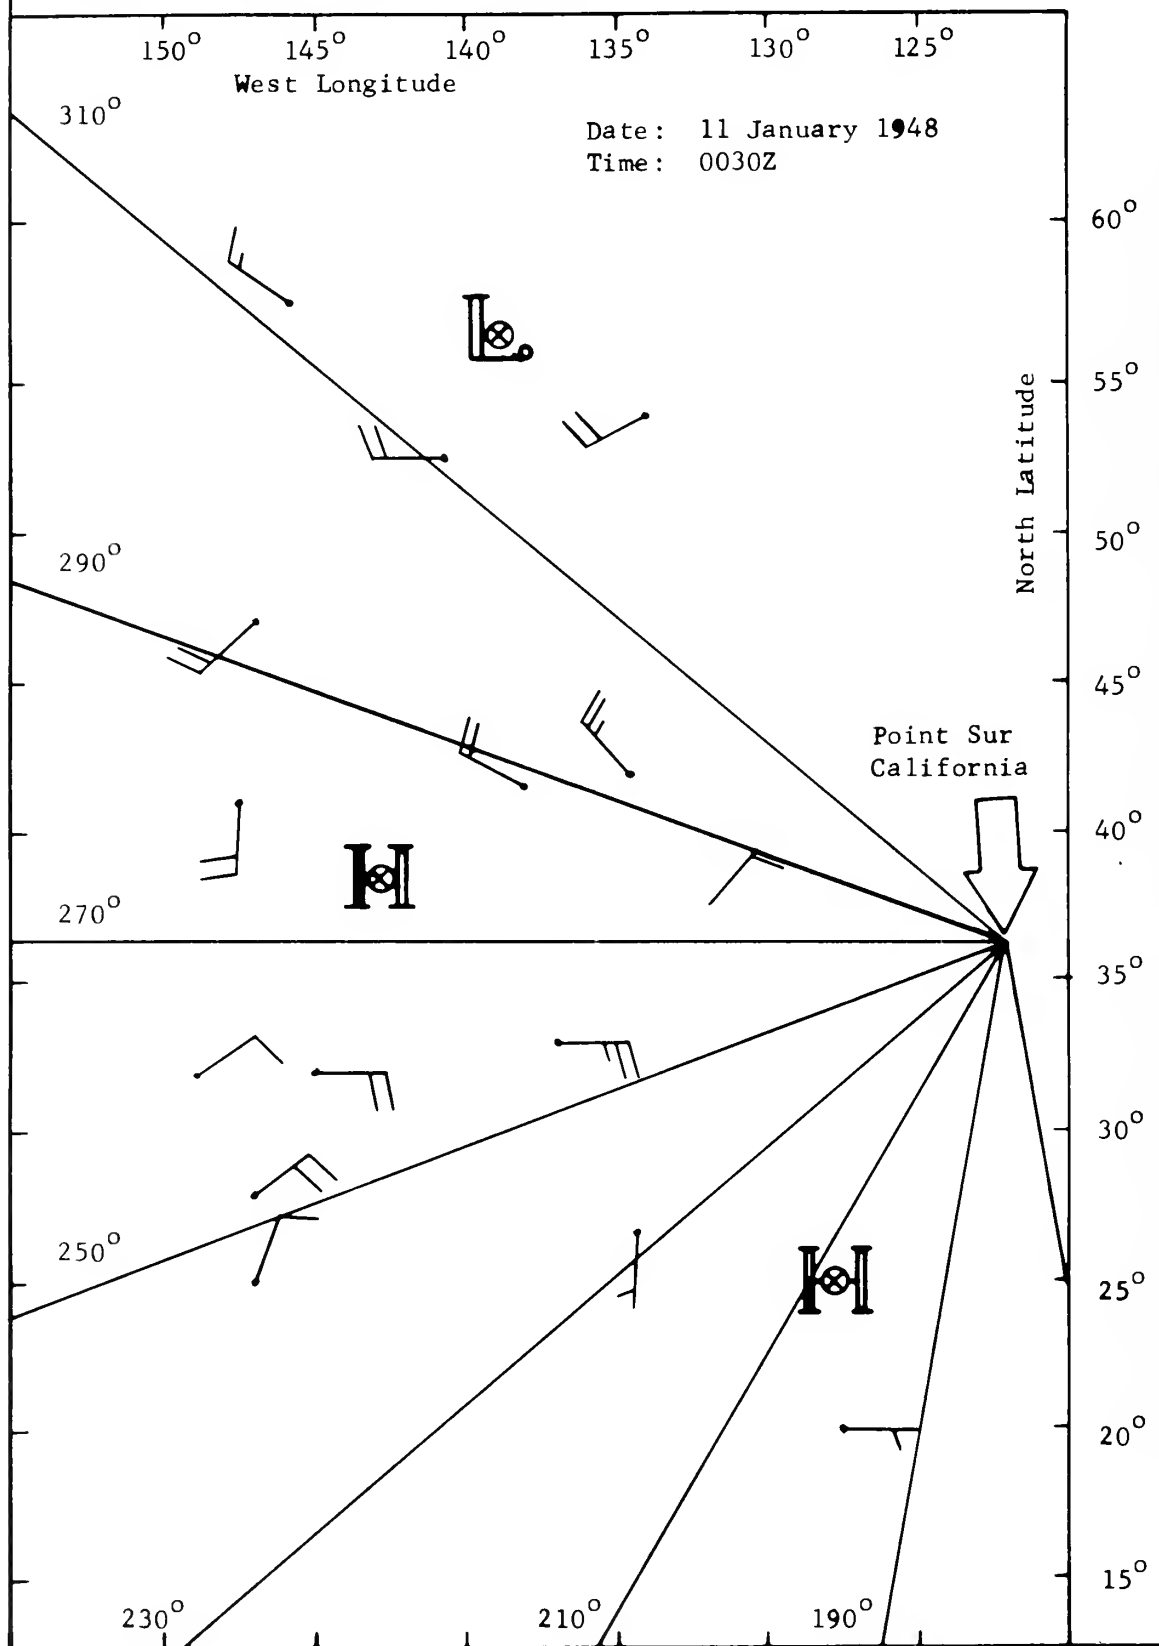 150° 145° 140° 135° 130° 125°
West Longitude
310°
Date: 11 January 1948
Time: 0030Z
60°
L
55°
North Latitude
50°
290°
45°
Point Sur
California
40°
H
270°
35°
30°
250°
H
25°
20°
15°
230° 210° 190°